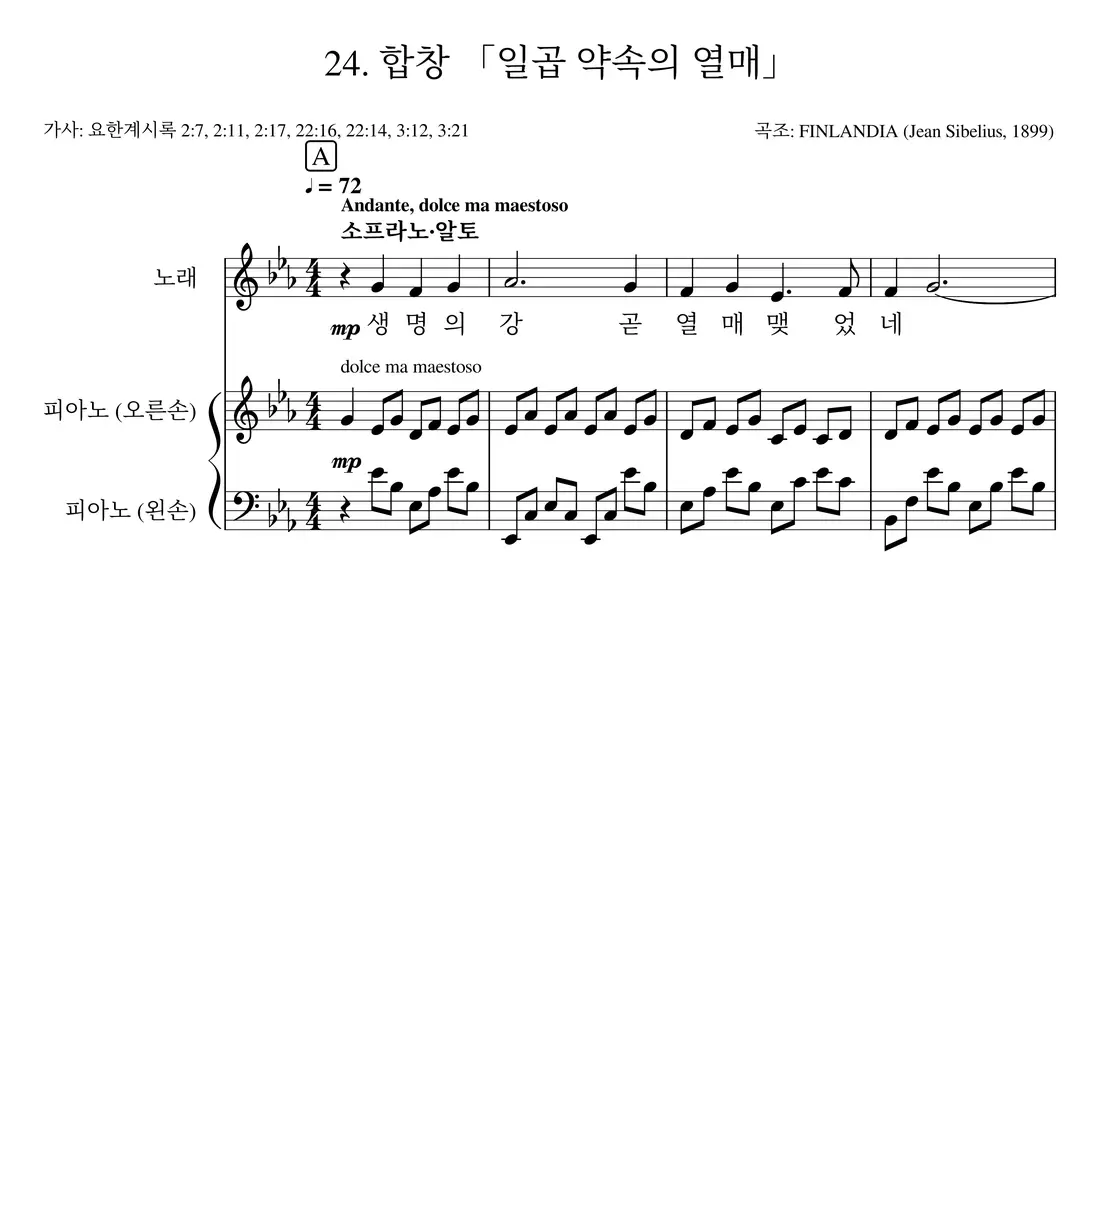 24. 합창 「일곱 약속의 열매」
가사: 요한계시록 2:7, 2:11, 2:17, 22:16, 22:14, 3:12, 3:21
곡조: FINLANDIA (Jean Sibelius, 1899)
A
♩ = 72
Andante, dolce ma maestoso
소프라노·알토
노래
mp 생 명 의 강 곧 열 매 맺 었 네
dolce ma maestoso
피아노 (오른손)
mp
피아노 (왼손)